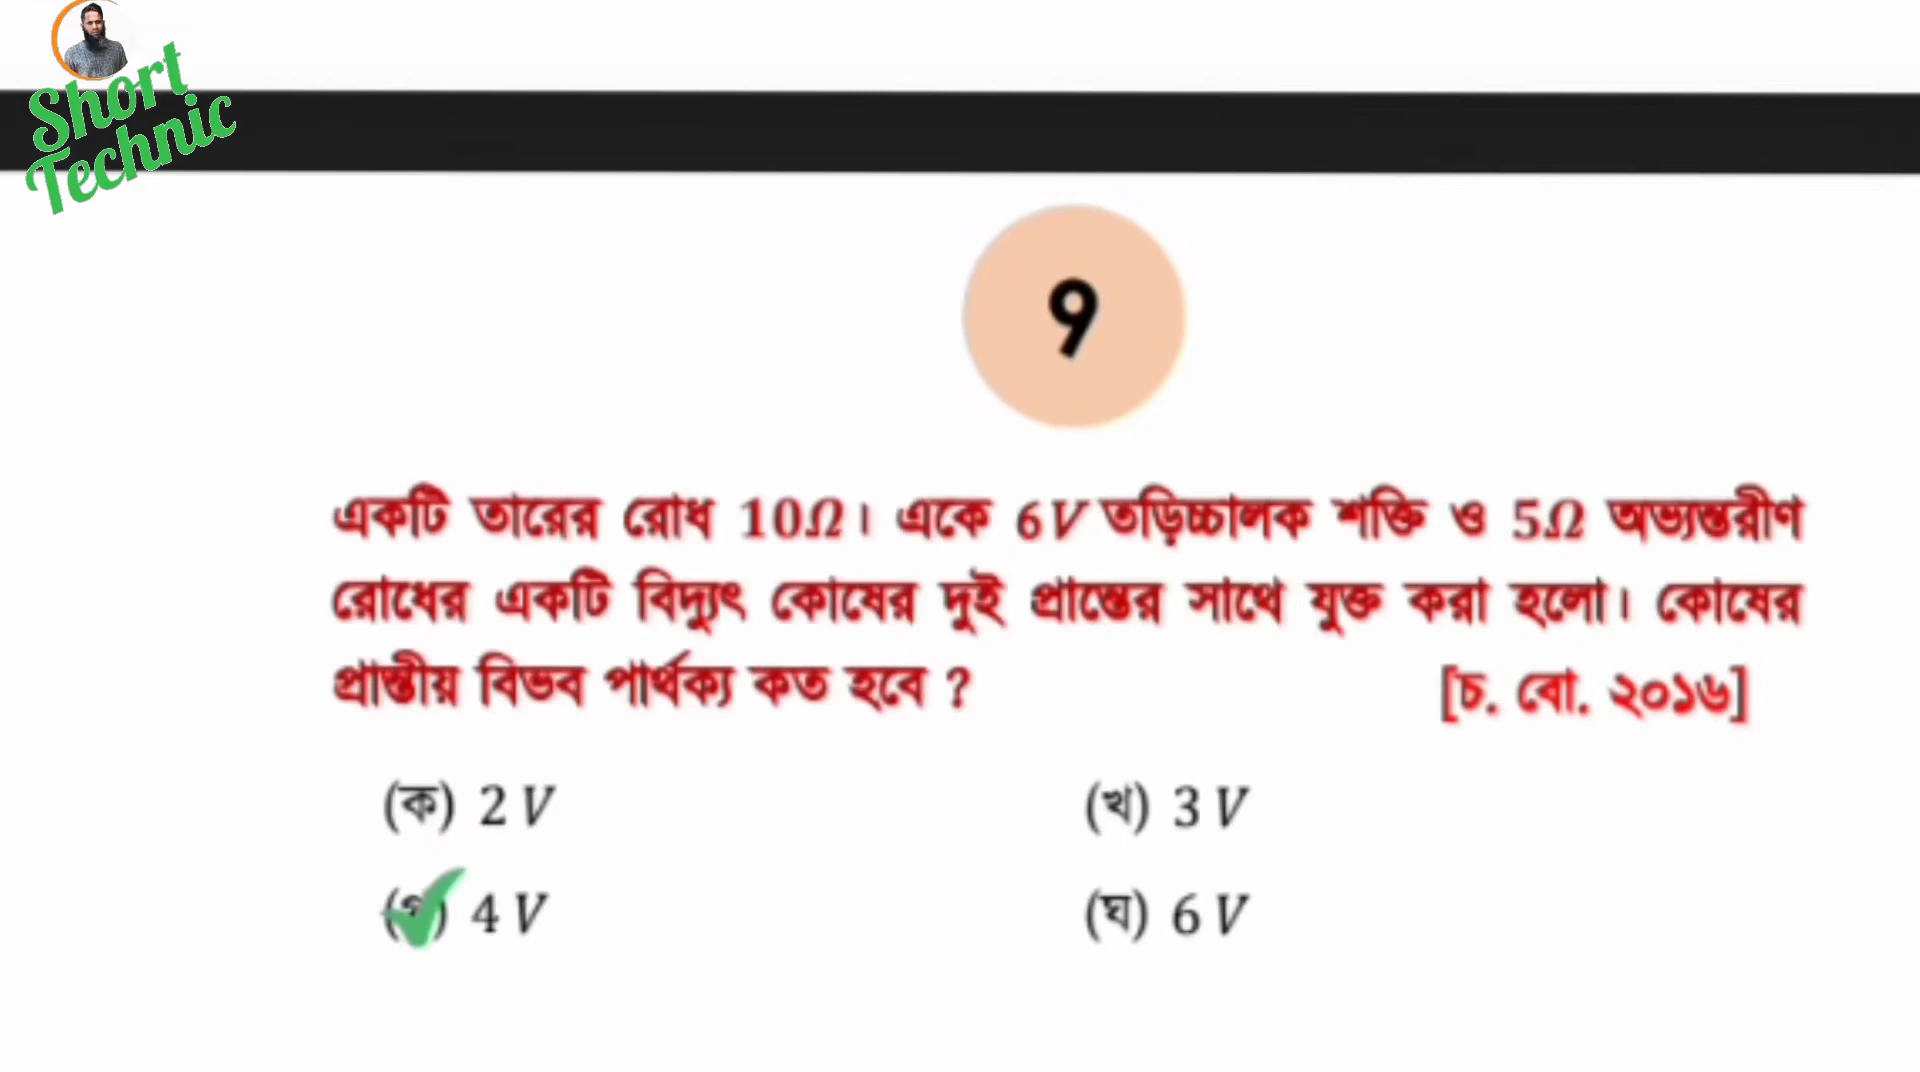 Short
Technic
9
একটি তারের রোধ 10Ω। একে 6V তড়িচ্চালক শক্তি ও 5Ω অভ্যন্তরীণ
রোধের একটি বিদ্যুৎ কোষের দুই প্রান্তের সাথে যুক্ত করা হলো। কোষের
প্রান্তীয় বিভব পার্থক্য কত হবে ? [চ. বো. ২০১৬]
(ক) 2 V (খ) 3 V
(গ) 4 V (ঘ) 6 V